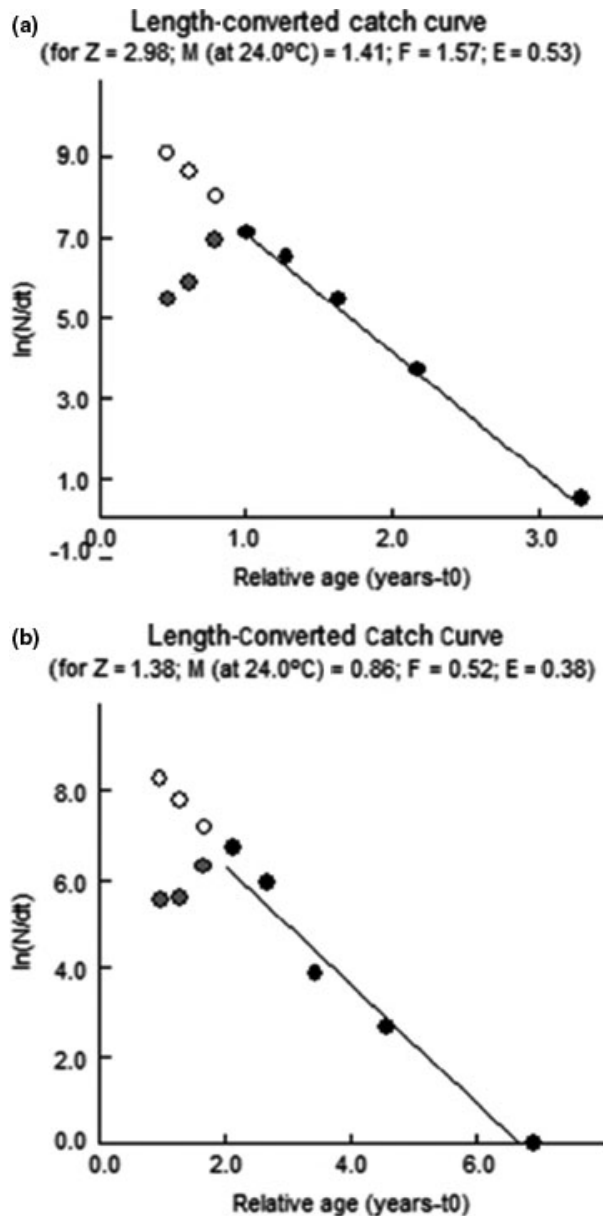 (a)
Length-converted catch curve
(for Z = 2.98; M (at 24.0ºC) = 1.41; F = 1.57; E = 0.53)
9.0
7.0
5.0
3.0
1.0
-1.0
ln(N/dt)
0.0 1.0 2.0 3.0
Relative age (years-t0)
(b)
Length-Converted Catch Curve
(for Z = 1.38; M (at 24.0ºC) = 0.86; F = 0.52; E = 0.38)
8.0
6.0
4.0
2.0
0.0
ln(N/dt)
0.0 2.0 4.0 6.0
Relative age (years-t0)